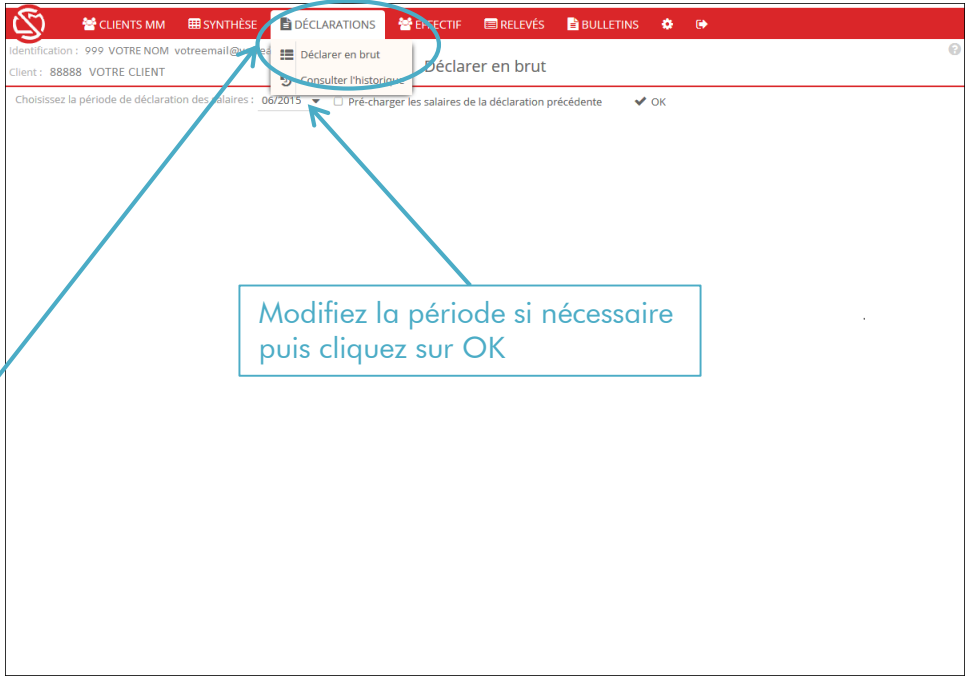 CLIENTS MM SYNTHÈSE DÉCLARATIONS EFFECTIF RELEVÉS BULLETINS
Identification : 999 VOTRE NOM
Client : 88888 VOTRE CLIENT
Déclarer en brut
Consulter l'historique
Déclarer en brut
Choisissez la période de déclaration des salaires : 06/2015 Pré-charger les salaires de la déclaration précédente OK
Modifiez la période si nécessaire
puis cliquez sur OK